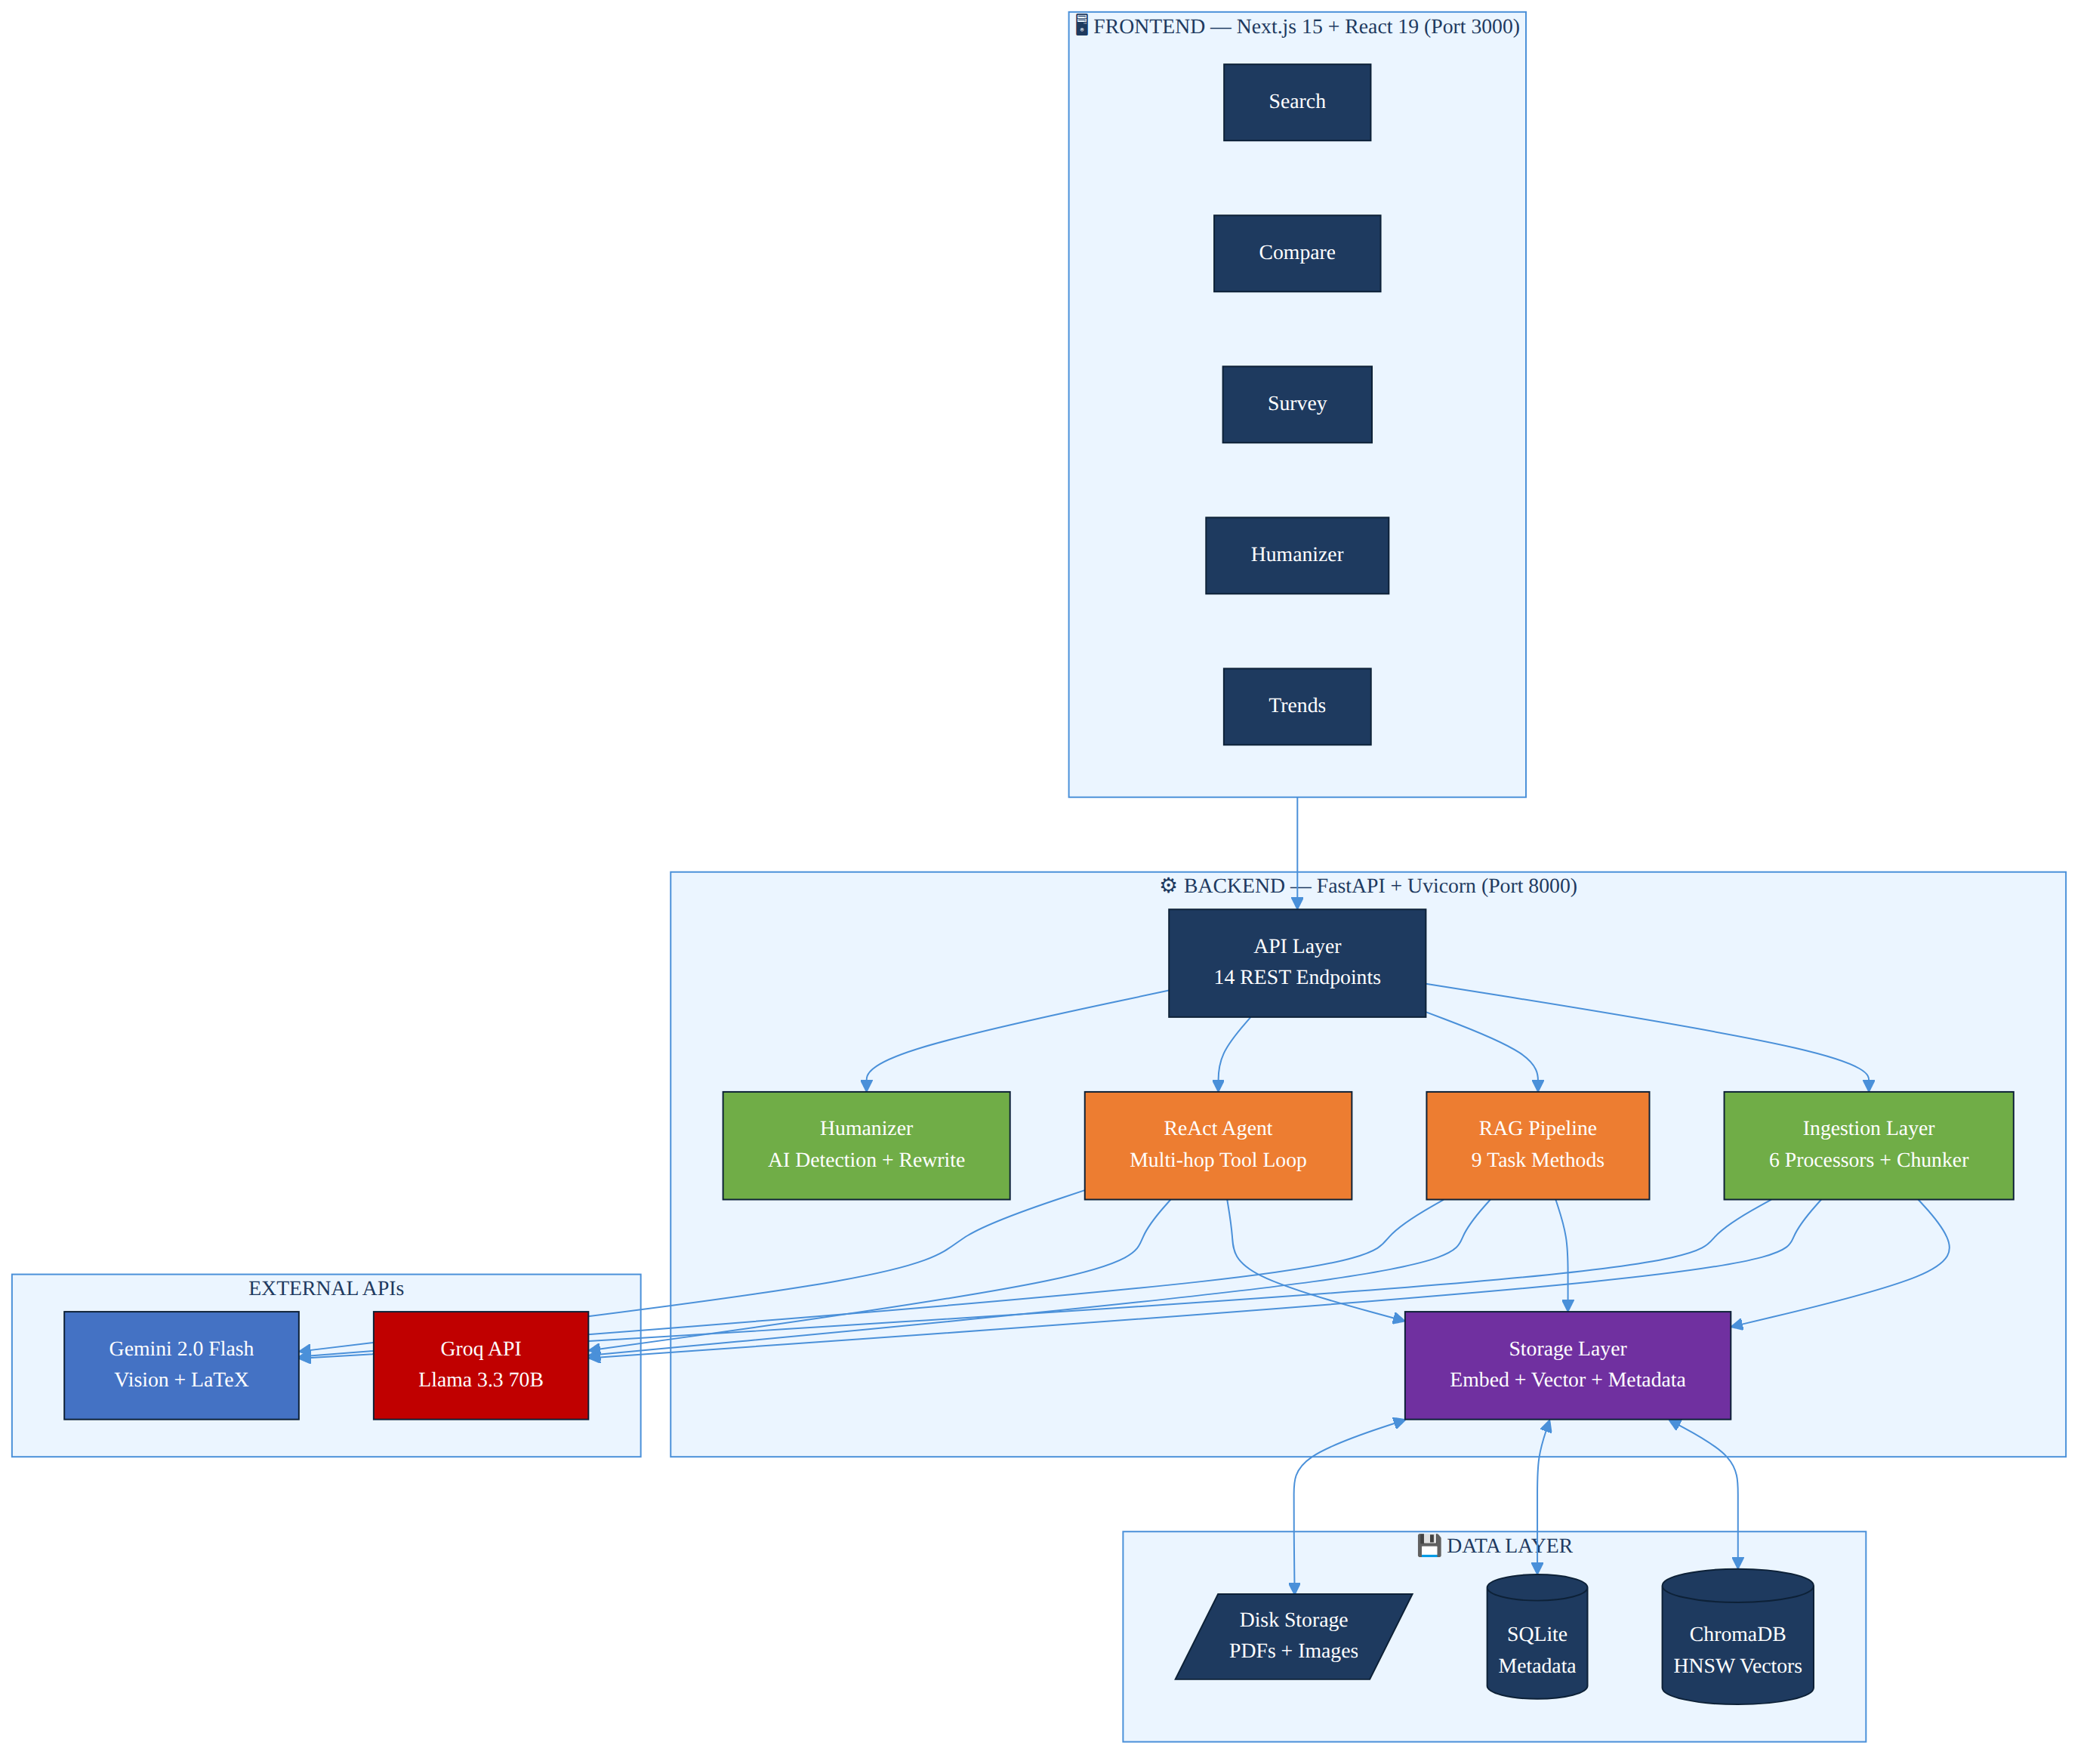 🖥 FRONTEND — Next.js 15 + React 19 (Port 3000)
Search
Compare
Survey
Humanizer
Trends
⚙ BACKEND — FastAPI + Uvicorn (Port 8000)
API Layer
14 REST Endpoints
Humanizer
AI Detection + Rewrite
ReAct Agent
Multi-hop Tool Loop
RAG Pipeline
9 Task Methods
Ingestion Layer
6 Processors + Chunker
EXTERNAL APIs
Gemini 2.0 Flash
Vision + LaTeX
Groq API
Llama 3.3 70B
Storage Layer
Embed + Vector + Metadata
💾 DATA LAYER
Disk Storage
PDFs + Images
SQLite
Metadata
ChromaDB
HNSW Vectors